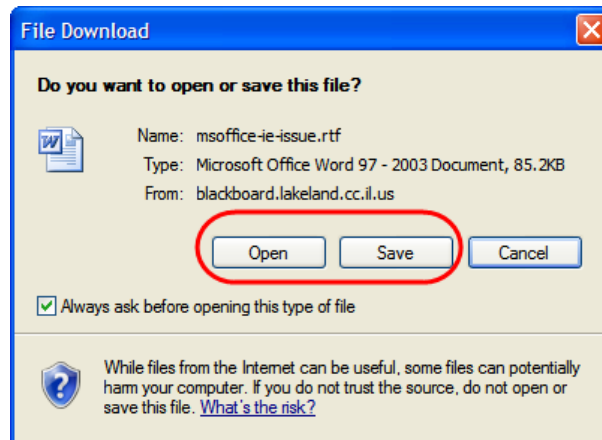 File Download
Do you want to open or save this file?
Name: msoffice-ie-issue.rtf
Type: Microsoft Office Word 97 - 2003 Document, 85.2KB
From: blackboard.lakeland.cc.il.us
Open Save Cancel
Always ask before opening this type of file
While files from the Internet can be useful, some files can potentially
harm your computer. If you do not trust the source, do not open or
save this file. What's the risk?